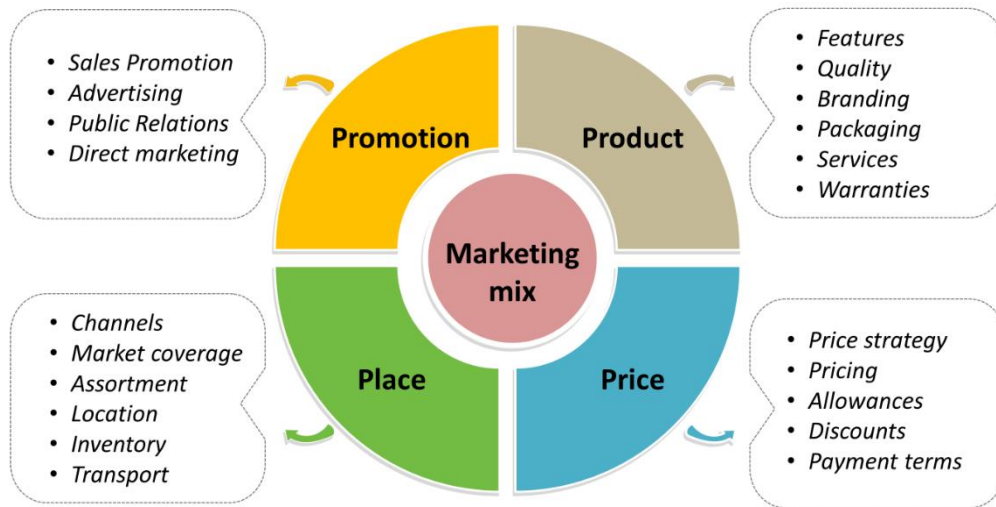 • Sales Promotion
• Advertising
• Public Relations
• Direct marketing
Promotion
Product
• Features
• Quality
• Branding
• Packaging
• Services
• Warranties
Marketing
mix
• Channels
• Market coverage
• Assortment
• Location
• Inventory
• Transport
Place
Price
• Price strategy
• Pricing
• Allowances
• Discounts
• Payment terms